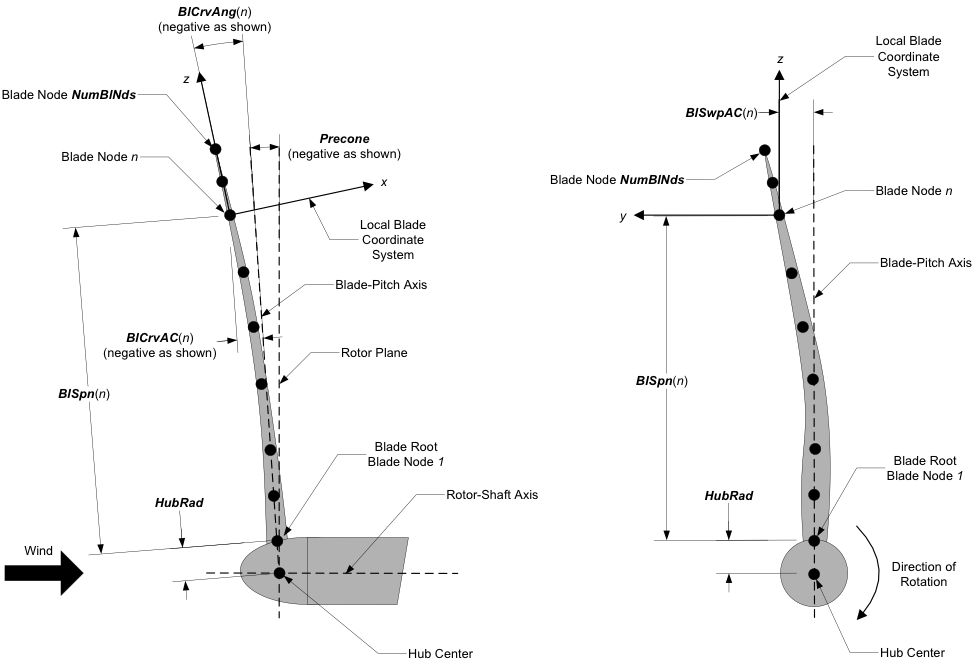 BlCrvAng(n)
(negative as shown)
z
Blade Node NumBlNds
Precone
(negative as shown)
Blade Node n
x
Local Blade
Coordinate
System
Blade-Pitch Axis
BlCrvAC(n)
(negative as shown)
Rotor Plane
BlSpn(n)
Blade Root
Blade Node 1
HubRad
Rotor-Shaft Axis
Wind
Hub Center
Local Blade
Coordinate
System
z
BlSwpAC(n)
Blade Node NumBlNds
Blade Node n
y
Blade-Pitch Axis
BlSpn(n)
Blade Root
Blade Node 1
HubRad
Direction of
Rotation
Hub Center